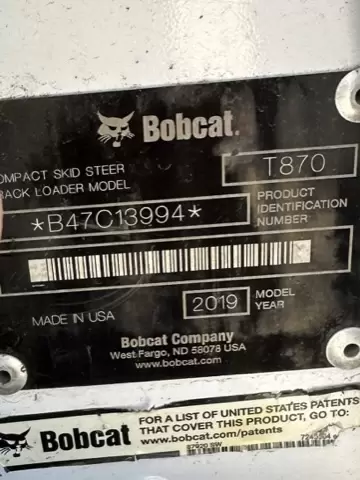 Bobcat.
OMPACT SKID STEER
RACK LOADER MODEL
T870
*B47C13994*
PRODUCT
IDENTIFICATION
NUMBER
MADE IN USA
2019
MODEL
YEAR
Bobcat Company
West Fargo, ND 58078 USA
www.bobcat.com
Bobcat
FOR A LIST OF UNITED STATES PATENTS
THAT COVER THIS PRODUCT, GO TO:
www.bobcat.com/patents